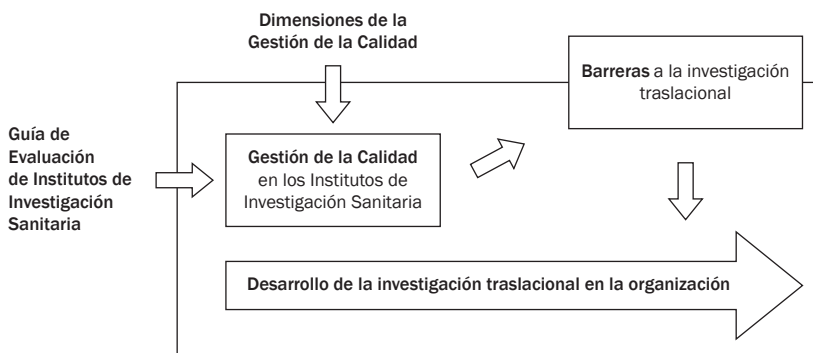 Dimensiones de la
Gestión de la Calidad
Barreras a la investigación
traslacional
Guía de
Evaluación
de Institutos de
Investigación
Sanitaria
Gestión de la Calidad
en los Institutos de
Investigación Sanitaria
Desarrollo de la investigación traslacional en la organización